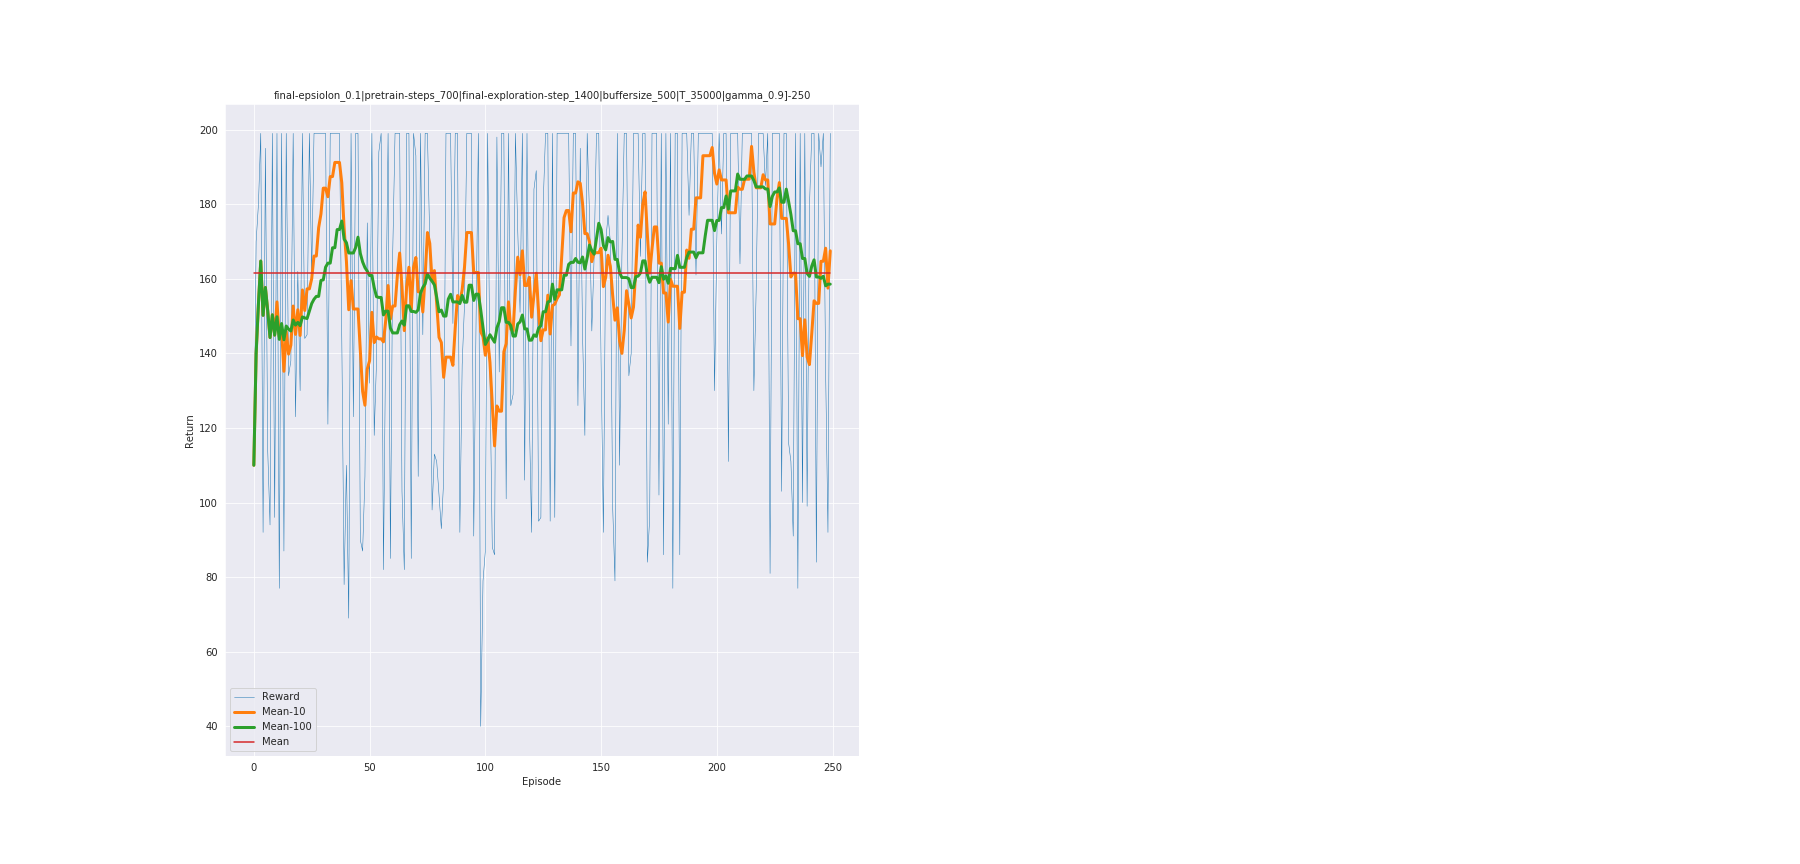 final-epsiolon_0.1|pretrain-steps_700|final-exploration-step_1400|buffersize_500|T_35000|gamma_0.9]-250
200
180
160
140
120
100
80
60
40
Return
Reward
Mean-10
Mean-100
Mean
0 50 100 150 200 250
Episode